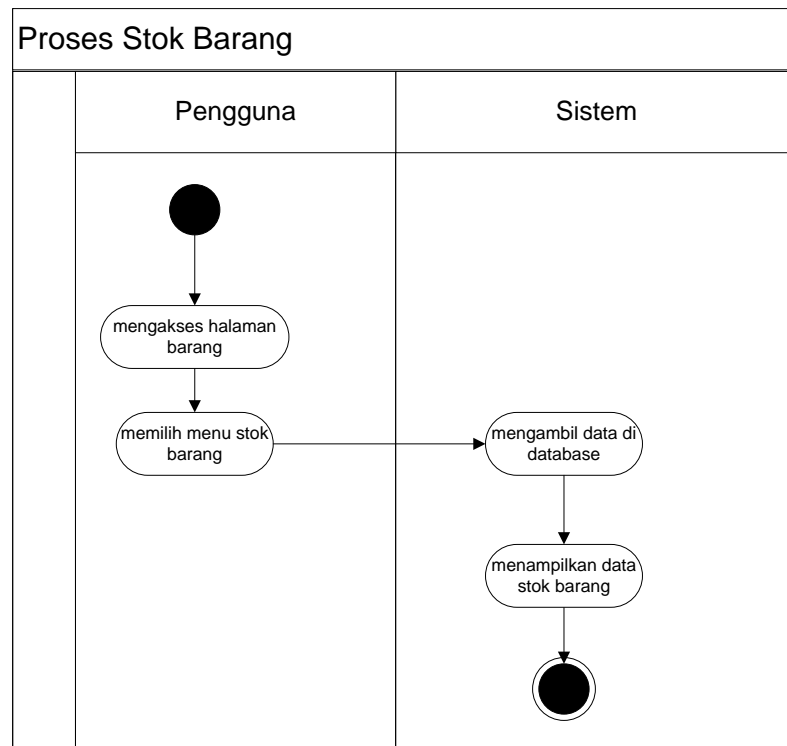 Proses Stok Barang
Pengguna
Sistem
mengakses halaman
barang
memilih menu stok
barang
mengambil data di
database
menampilkan data
stok barang